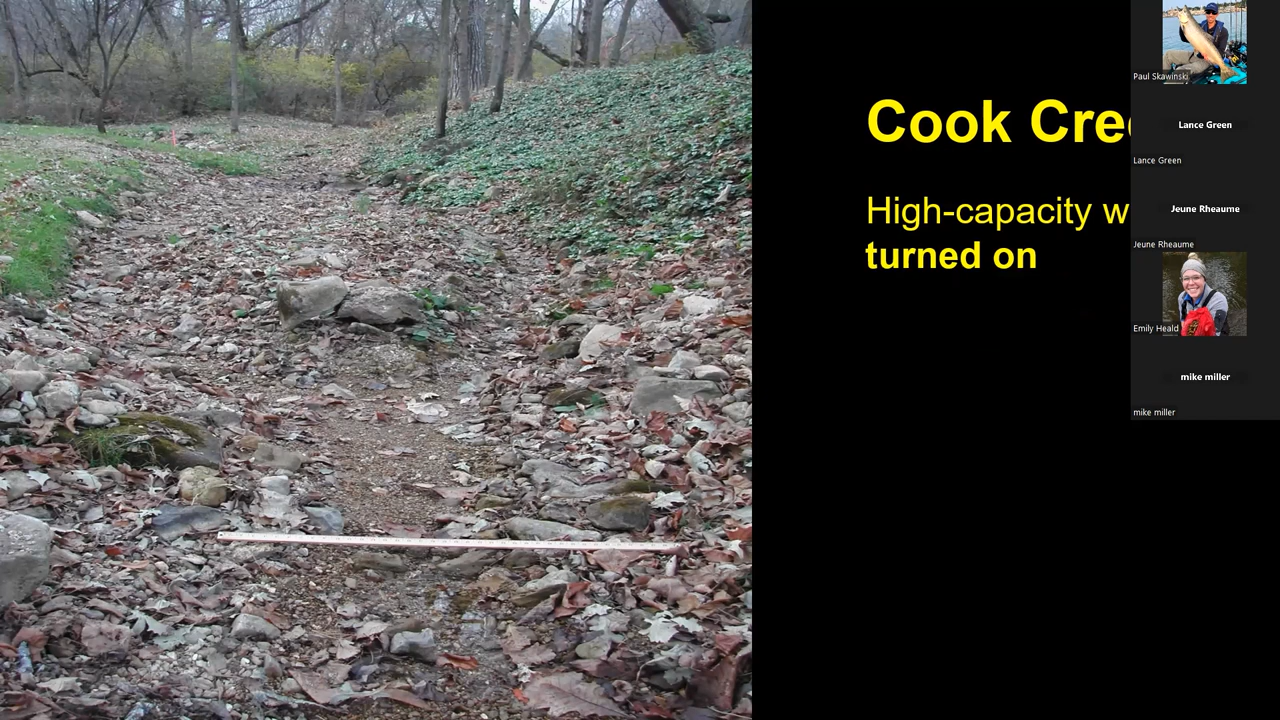 Cook Cre
High-capacity w
turned on
Paul Skawinski
Lance Green
Lance Green
Jeune Rheaume
Jeune Rheaume
Emily Heald
mike miller
mike miller